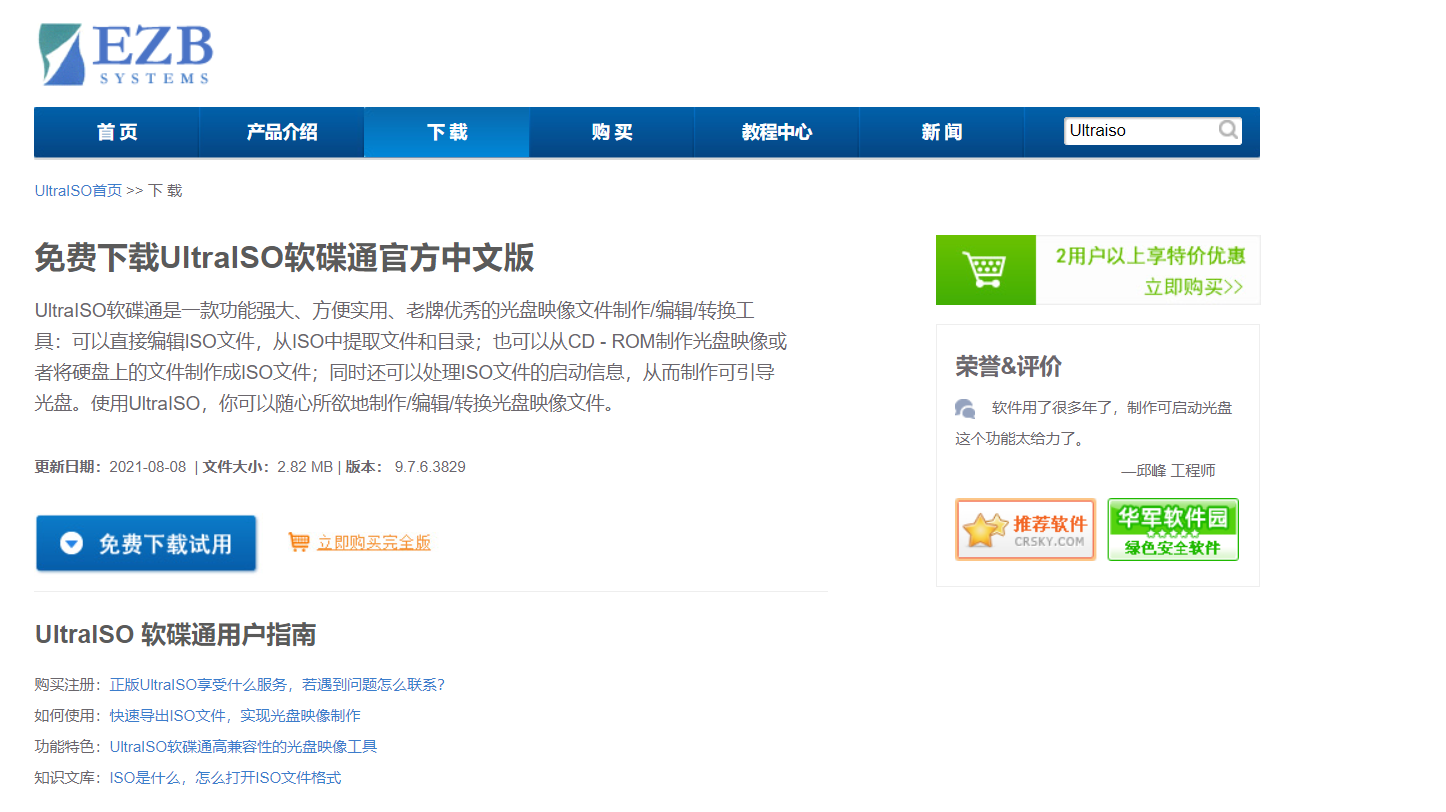 EZB
SYSTEMS
首 页 产品介绍 下 载 购 买 教程中心 新 闻 Ultraiso
UltraISO首页 >> 下 载
免费下载UltraISO软碟通官方中文版
UltraISO软碟通是一款功能强大、方便实用、老牌优秀的光盘映像文件制作/编辑/转换工
具：可以直接编辑ISO文件，从ISO中提取文件和目录；也可以从CD - ROM制作光盘映像或
者将硬盘上的文件制作成ISO文件；同时还可以处理ISO文件的启动信息，从而制作可引导
光盘。使用UltraISO，你可以随心所欲地制作/编辑/转换光盘映像文件。
更新日期：2021-08-08 | 文件大小：2.82 MB | 版本： 9.7.6.3829
免费下载试用 立即购买完全版
UltraISO 软碟通用户指南
购买注册：正版UltraISO享受什么服务，若遇到问题怎么联系？
如何使用：快速导出ISO文件，实现光盘映像制作
功能特色：UltraISO软碟通高兼容性的光盘映像工具
知识文库：ISO是什么，怎么打开ISO文件格式
2用户以上享特价优惠
立即购买>>
荣誉&评价
软件用了很多年了，制作可启动光盘
这个功能太给力了。
—邱峰 工程师
推荐软件
CRSKY.COM
华军软件园
绿色安全软件